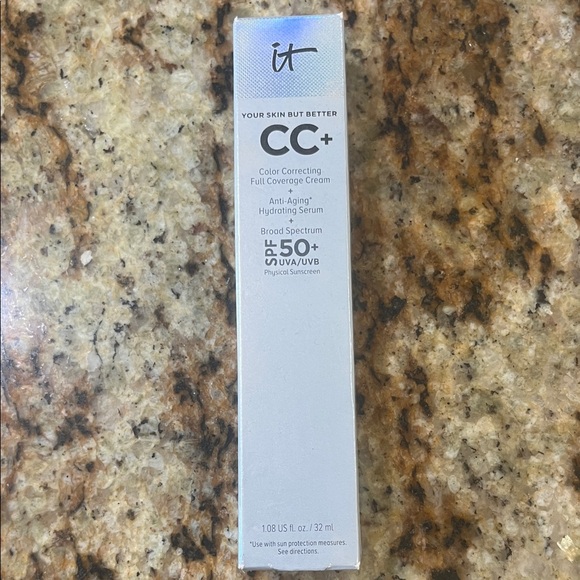 it
YOUR SKIN BUT BETTER
CC+
Color Correcting
Full Coverage Cream
+
Anti-Aging*
Hydrating Serum
+
Broad Spectrum
SPF 50+
UVA/UVB
Physical Sunscreen
1.08 US fl. oz. / 32 mL
*Use with sun protection measures.
See directions.